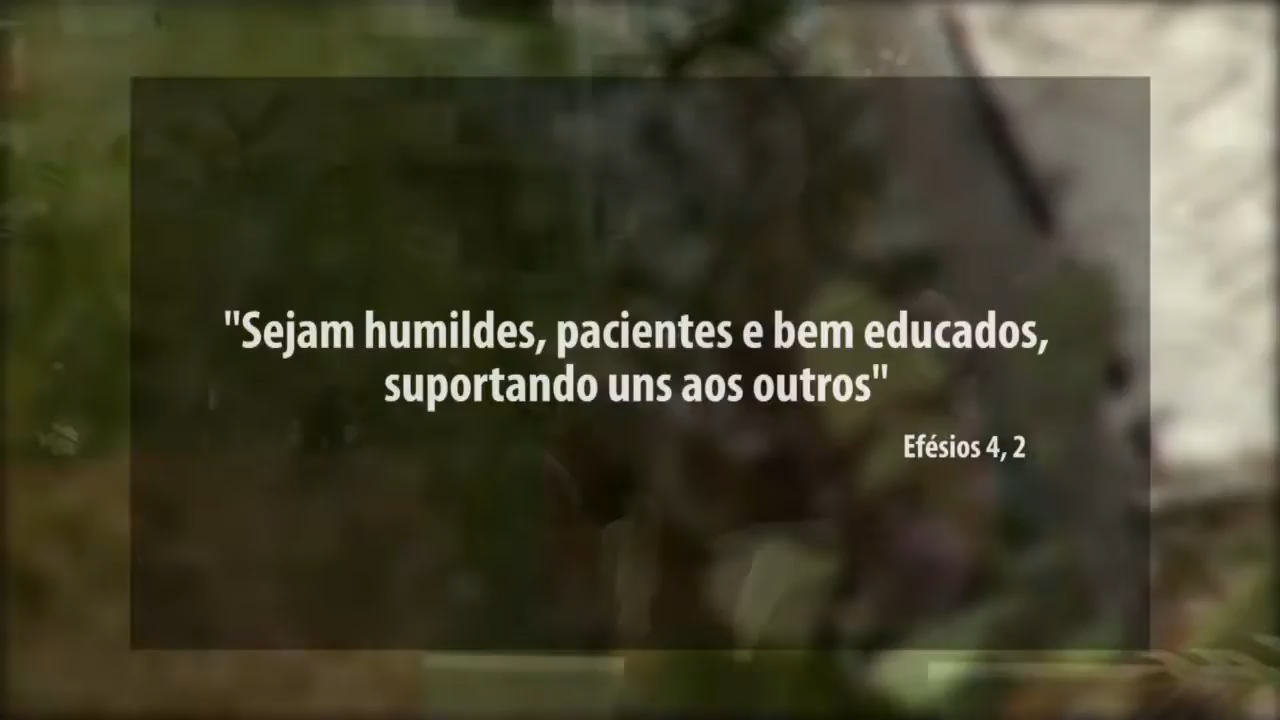 "Sejam humildes, pacientes e bem educados,
suportando uns aos outros"
Efésios 4, 2